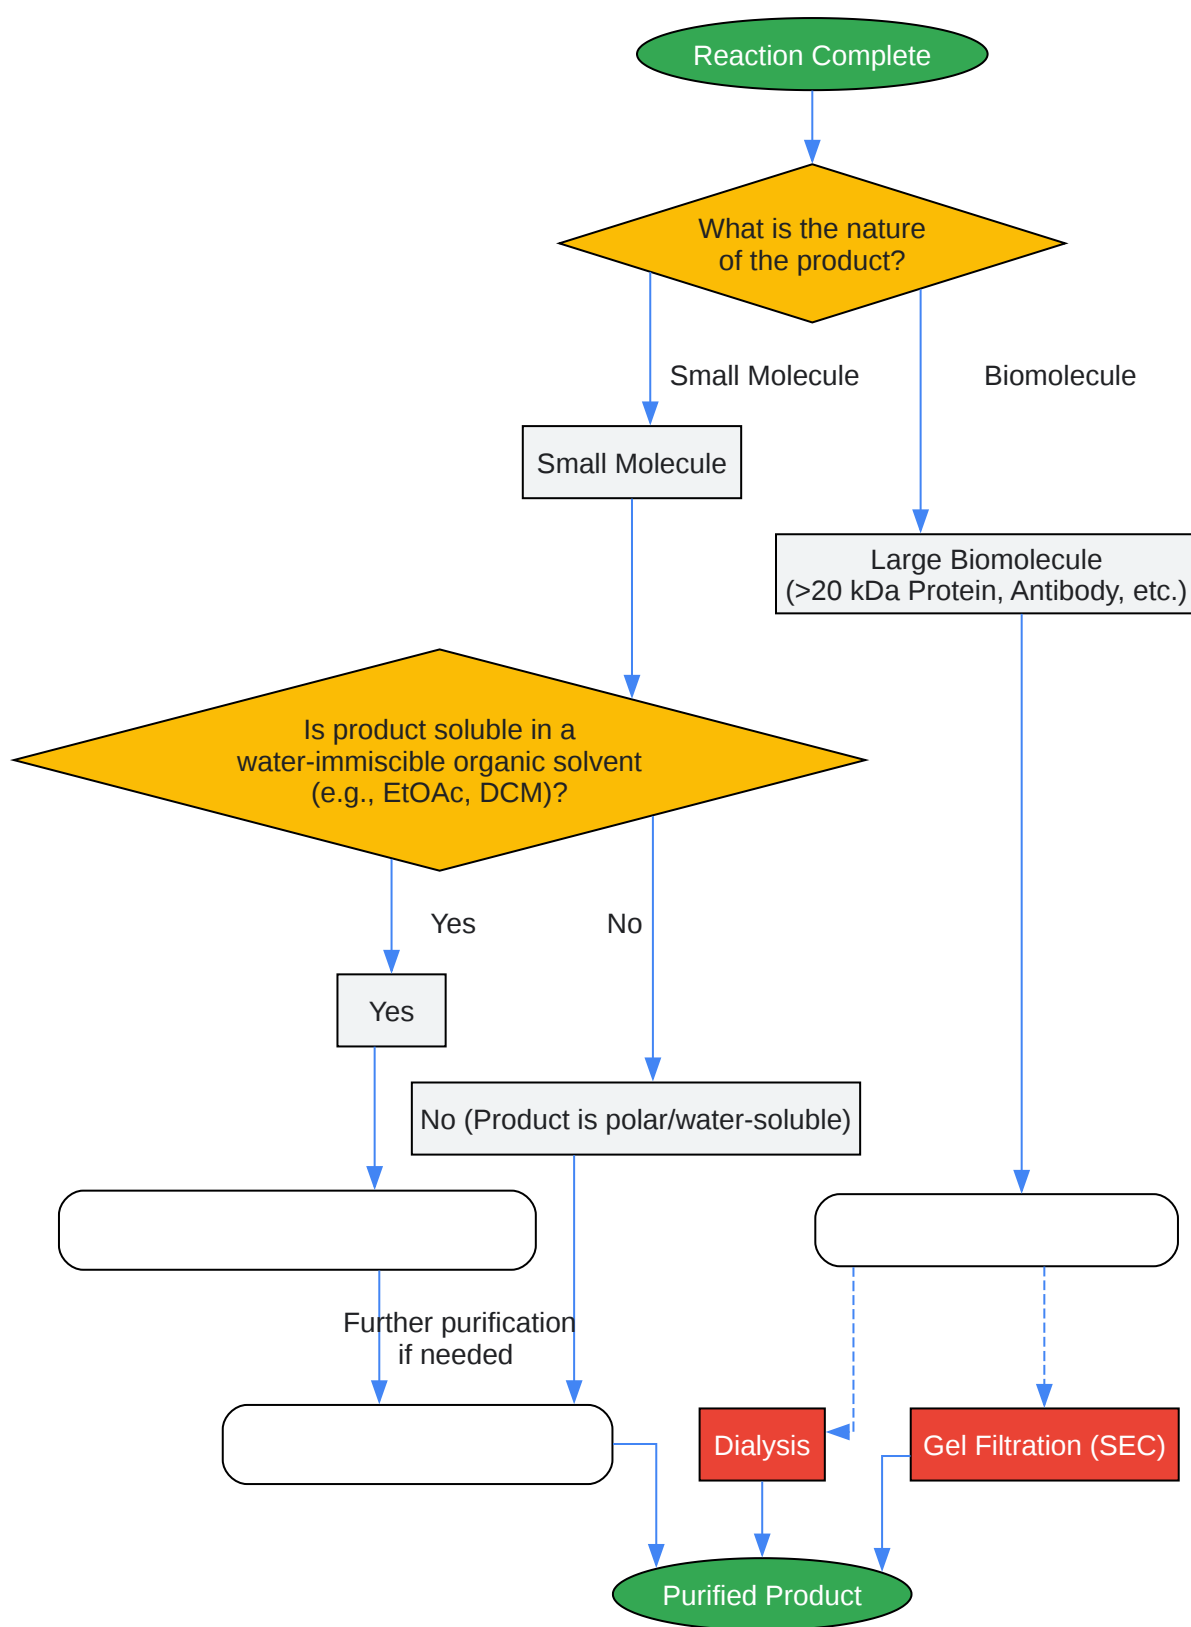 Reaction Complete
What is the nature
of the product?
Small Molecule
Biomolecule
Small Molecule
Large Biomolecule
(>20 kDa Protein, Antibody, etc.)
Is product soluble in a
water-immiscible organic solvent
(e.g., EtOAc, DCM)?
Yes
No
Yes
No (Product is polar/water-soluble)
Further purification
if needed
Dialysis
Gel Filtration (SEC)
Purified Product